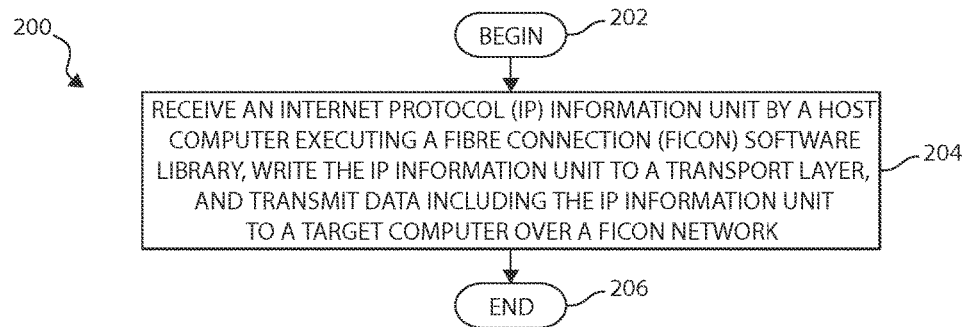 200
BEGIN
202
RECEIVE AN INTERNET PROTOCOL (IP) INFORMATION UNIT BY A HOST
COMPUTER EXECUTING A FIBRE CONNECTION (FICON) SOFTWARE
LIBRARY, WRITE THE IP INFORMATION UNIT TO A TRANSPORT LAYER,
AND TRANSMIT DATA INCLUDING THE IP INFORMATION UNIT
TO A TARGET COMPUTER OVER A FICON NETWORK
204
END
206